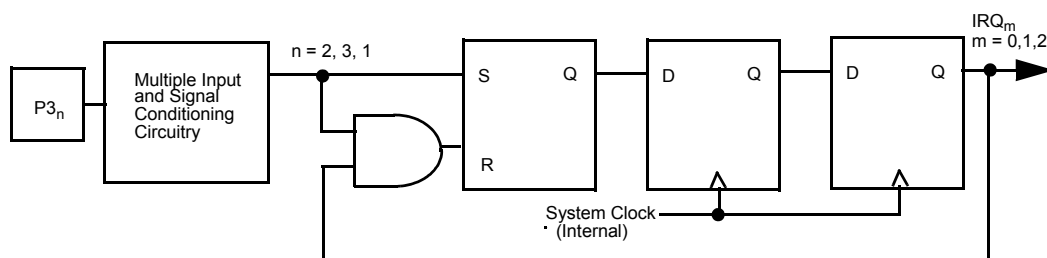 P3n
Multiple Input
and Signal
Conditioning
Circuitry
n = 2, 3, 1
S
Q
R
D
Q
D
Q
IRQm
m = 0,1,2
System Clock
(Internal)